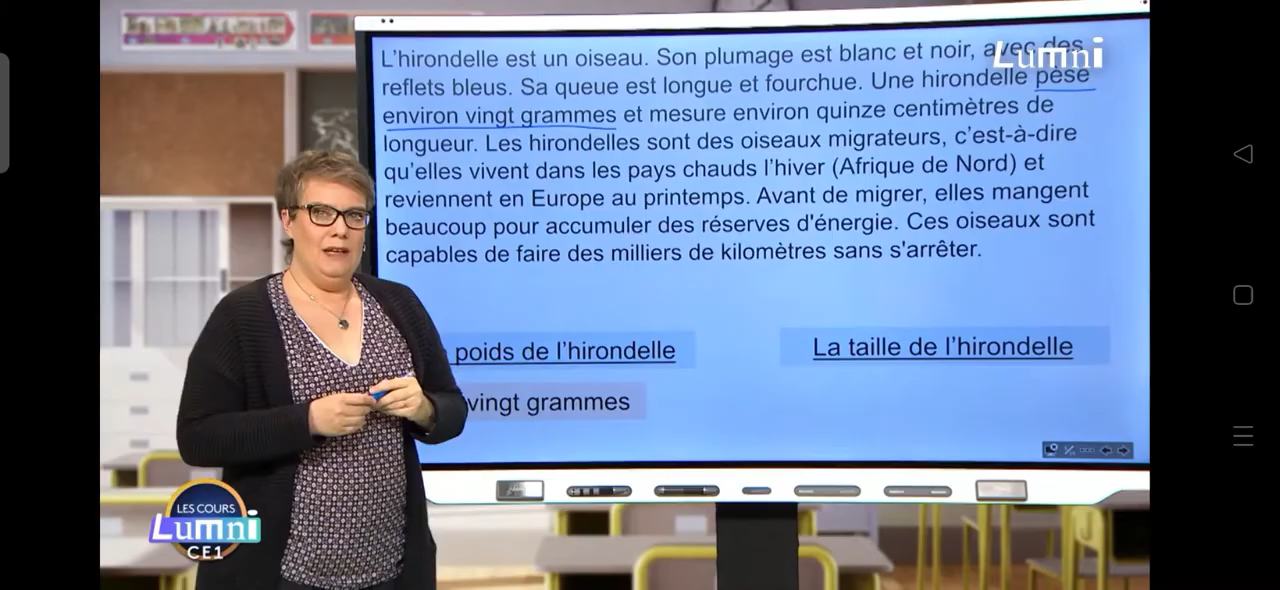 L'hirondelle est un oiseau. Son plumage est blanc et noir, avec des
reflets bleus. Sa queue est longue et fourchue. Une hirondelle pèse
environ vingt grammes et mesure environ quinze centimètres de
longueur. Les hirondelles sont des oiseaux migrateurs, c'est-à-dire
qu'elles vivent dans les pays chauds l'hiver (Afrique de Nord) et
reviennent en Europe au printemps. Avant de migrer, elles mangent
beaucoup pour accumuler des réserves d'énergie. Ces oiseaux sont
capables de faire des milliers de kilomètres sans s'arrêter.
Lumni
poids de l'hirondelle
La taille de l'hirondelle
vingt grammes
LES COURS
Lumni
CE1